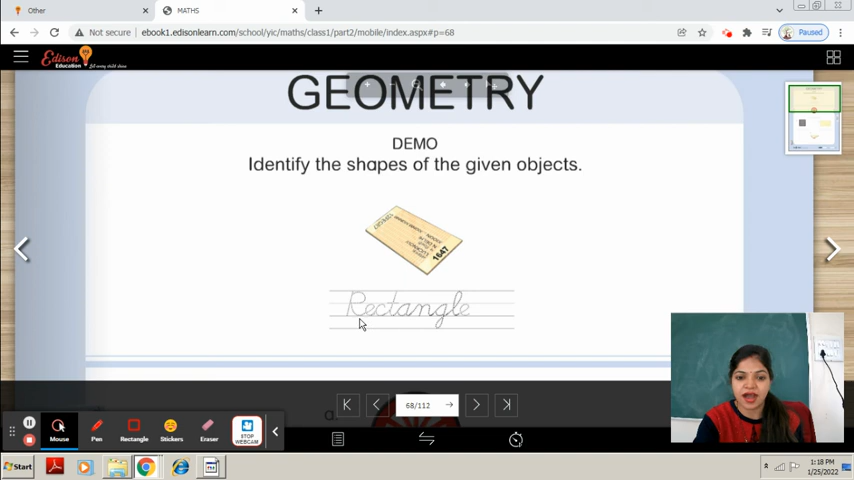 Other
MATHS
Not secure
ebook1.edisonlearn.com/school/yic/maths/class1/part2/mobile/index.aspx#p=68
Paused
Edison
Education
GEOMETRY
DEMO
Identify the shapes of the given objects.
1647
Rectangle
68/112
Mouse
Pen
Rectangle
Stickers
Eraser
STOP
WEBCAM
Start
1:18 PM
1/25/2022